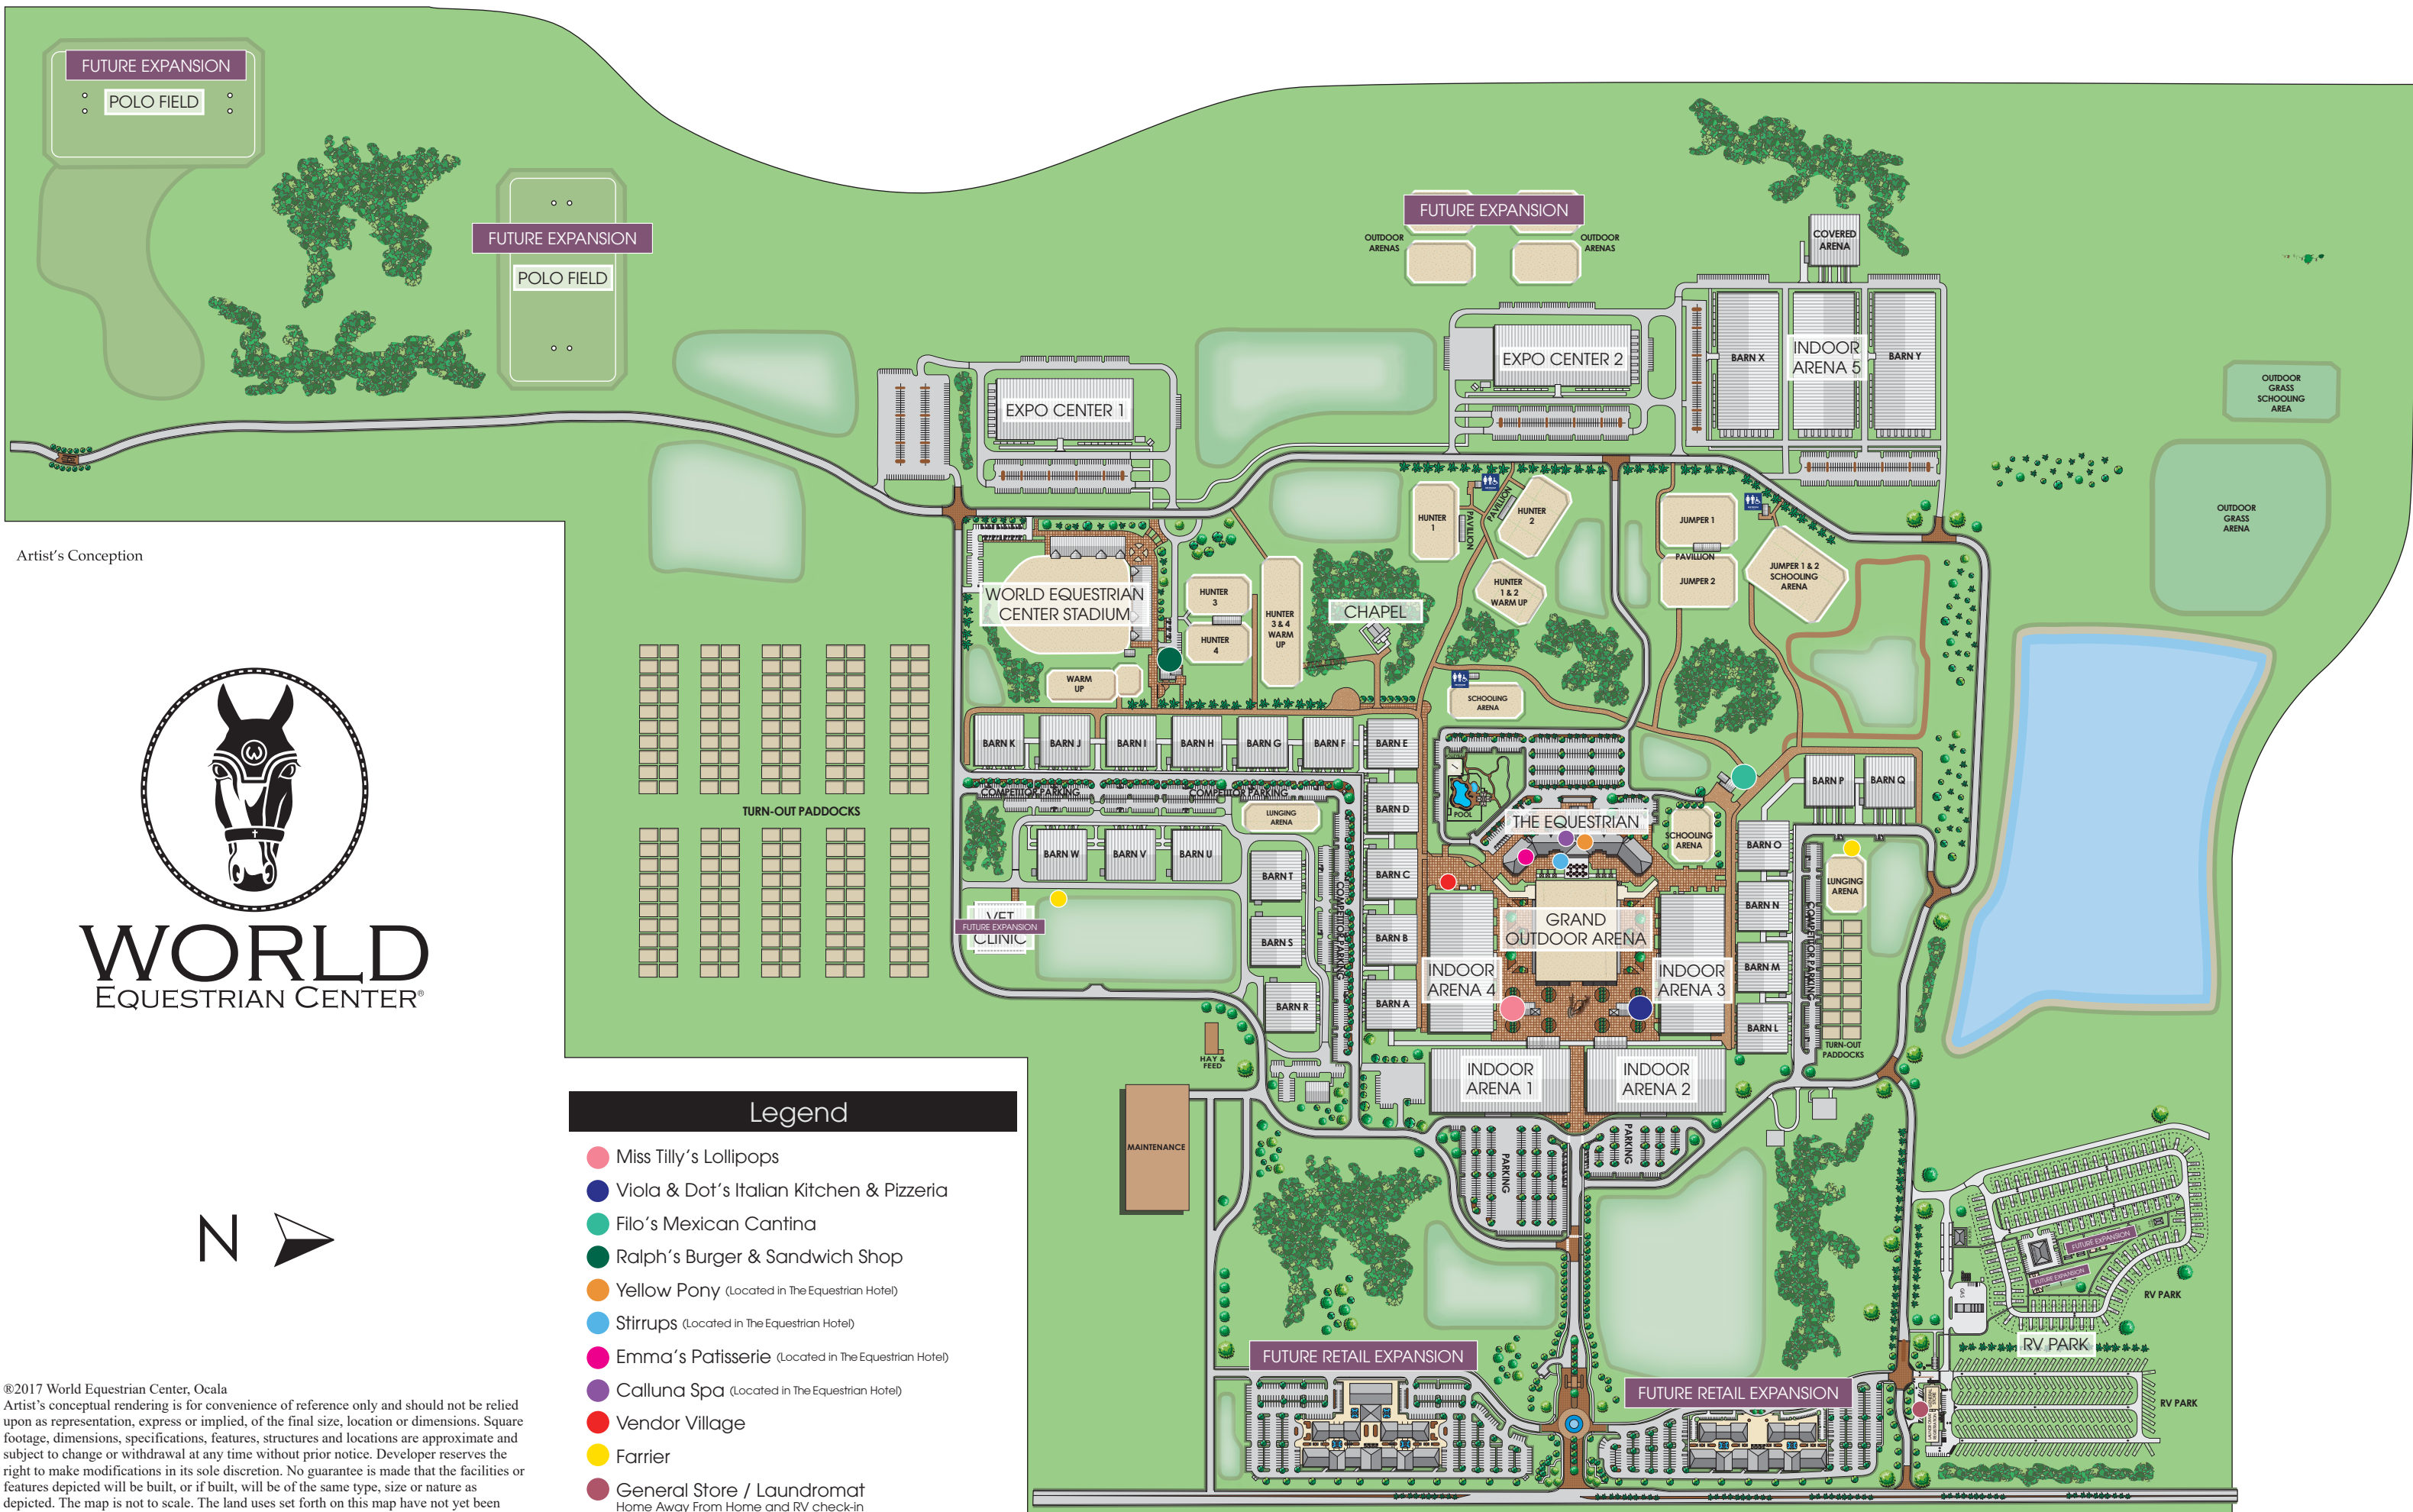 FUTURE EXPANSION
POLO FIELD
FUTURE EXPANSION
POLO FIELD
FUTURE EXPANSION
OUTDOOR
ARENAS
OUTDOOR
ARENAS
COVERED
ARENA
EXPO CENTER 1
EXPO CENTER 2
BARN X
INDOOR
ARENA 5
BARN Y
OUTDOOR
GRASS
SCHOOLING
AREA
OUTDOOR
GRASS
ARENA
Artist's Conception
WORLD EQUESTRIAN
CENTER STADIUM
HUNTER
3
HUNTER
4
HUNTER
3 & 4
WARM
UP
WARM
UP
CHAPEL
HUNTER
1
PAVILLION
PAVILLION
HUNTER
2
HUNTER
1 & 2
WARM UP
JUMPER 1
PAVILLION
JUMPER 2
JUMPER 1 & 2
SCHOOLING
ARENA
SCHOOLING
ARENA
BARN K
BARN J
BARN I
BARN H
BARN G
BARN F
BARN E
COMPETITOR PARKING
COMPETITOR PARKING
LUNGING
ARENA
BARN D
POOL
THE EQUESTRIAN
SCHOOLING
ARENA
BARN P
BARN Q
BARN O
TURN-OUT PADDOCKS
BARN W
BARN V
BARN U
BARN T
COMPETITOR PARKING
BARN C
LUNGING
ARENA
BARN N
COMPETITOR PARKING
VET
FUTURE EXPANSION
CLINIC
BARN S
BARN B
GRAND
OUTDOOR ARENA
INDOOR
ARENA 4
INDOOR
ARENA 3
BARN M
BARN R
BARN A
BARN L
TURN-OUT
PADDOCKS
HAY &
FEED
INDOOR
ARENA 1
INDOOR
ARENA 2
MAINTENANCE
PARKING
PARKING
W
WORLD
EQUESTRIAN CENTER®
N
Legend
Miss Tilly's Lollipops
Viola & Dot's Italian Kitchen & Pizzeria
Filo's Mexican Cantina
Ralph's Burger & Sandwich Shop
Yellow Pony (Located in The Equestrian Hotel)
Stirrups (Located in The Equestrian Hotel)
Emma's Patisserie (Located in The Equestrian Hotel)
Calluna Spa (Located in The Equestrian Hotel)
Vendor Village
Farrier
General Store / Laundromat
Home Away From Home and RV check-in
FUTURE EXPANSION
FUTURE EXPANSION
GAS
RV PARK
RV PARK
RV PARK
FUTURE RETAIL EXPANSION
FUTURE RETAIL EXPANSION
®2017 World Equestrian Center, Ocala
Artist's conceptual rendering is for convenience of reference only and should not be relied
upon as representation, express or implied, of the final size, location or dimensions. Square
footage, dimensions, specifications, features, structures and locations are approximate and
subject to change or withdrawal at any time without prior notice. Developer reserves the
right to make modifications in its sole discretion. No guarantee is made that the facilities or
features depicted will be built, or if built, will be of the same type, size or nature as
depicted. The map is not to scale. The land uses set forth on this map have not yet been